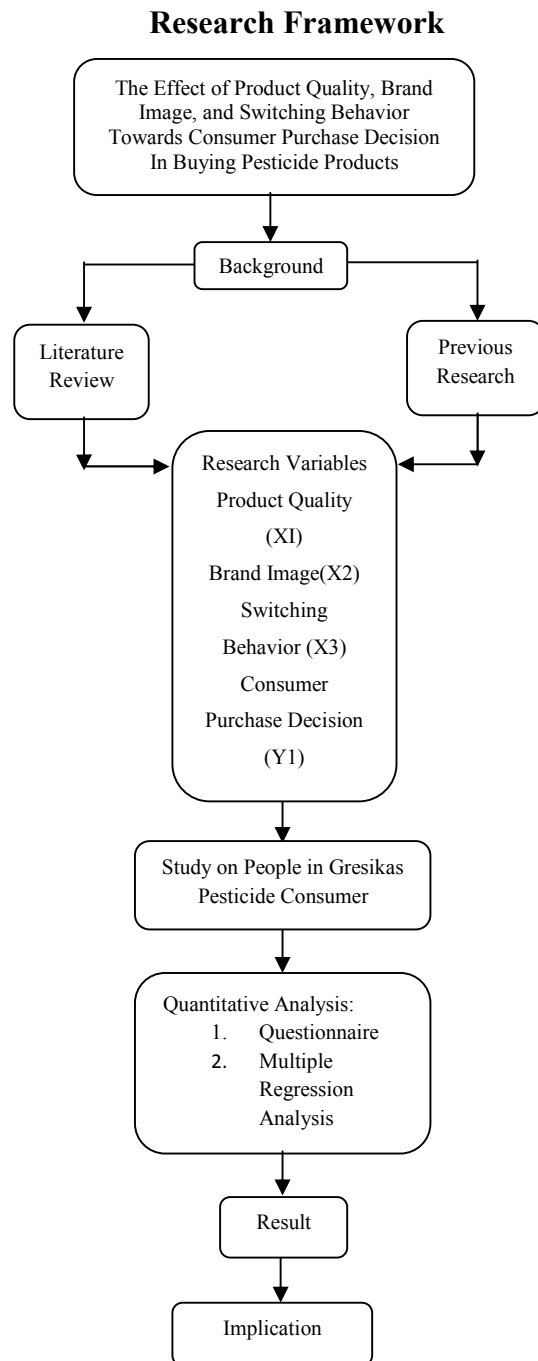 Research Framework
The Effect of Product Quality, Brand
Image, and Switching Behavior
Towards Consumer Purchase Decision
In Buying Pesticide Products
Background
Literature
Review
Previous
Research
Research Variables
Product Quality
(XI)
Brand Image(X2)
Switching
Behavior (X3)
Consumer
Purchase Decision
(Y1)
Study on People in Gresikas
Pesticide Consumer
Quantitative Analysis:
1. Questionnaire
2. Multiple
Regression
Analysis
Result
Implication